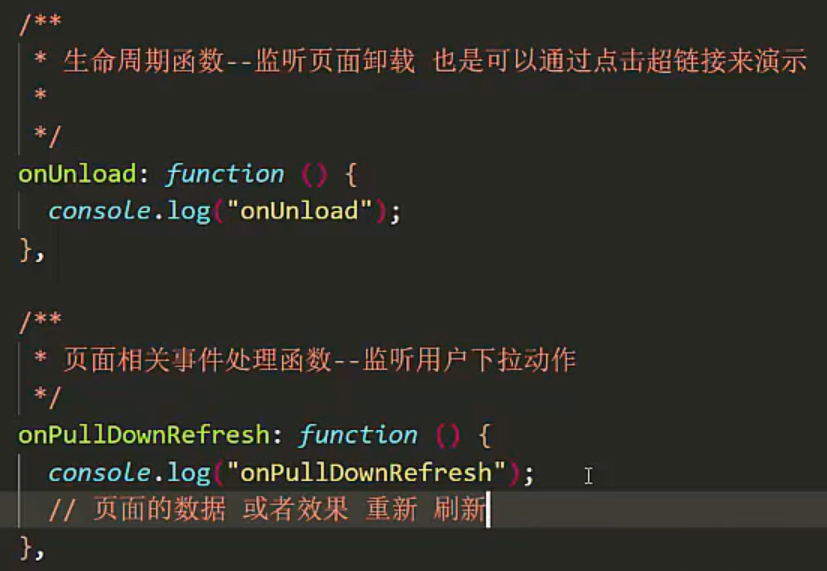 /**
 * 生命周期函数--监听页面卸载 也是可以通过点击超链接来演示
 *
 */
onUnload: function () {
  console.log("onUnload");
},
/**
 * 页面相关事件处理函数--监听用户下拉动作
 */
onPullDownRefresh: function () {
  console.log("onPullDownRefresh");
  // 页面的数据 或者效果 重新 刷新
},